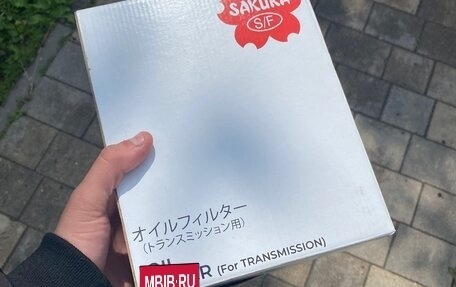 SAKURA
S/F
オイルフィルター
(トランスミッション用)
(For TRANSMISSION)
MBIB.RU